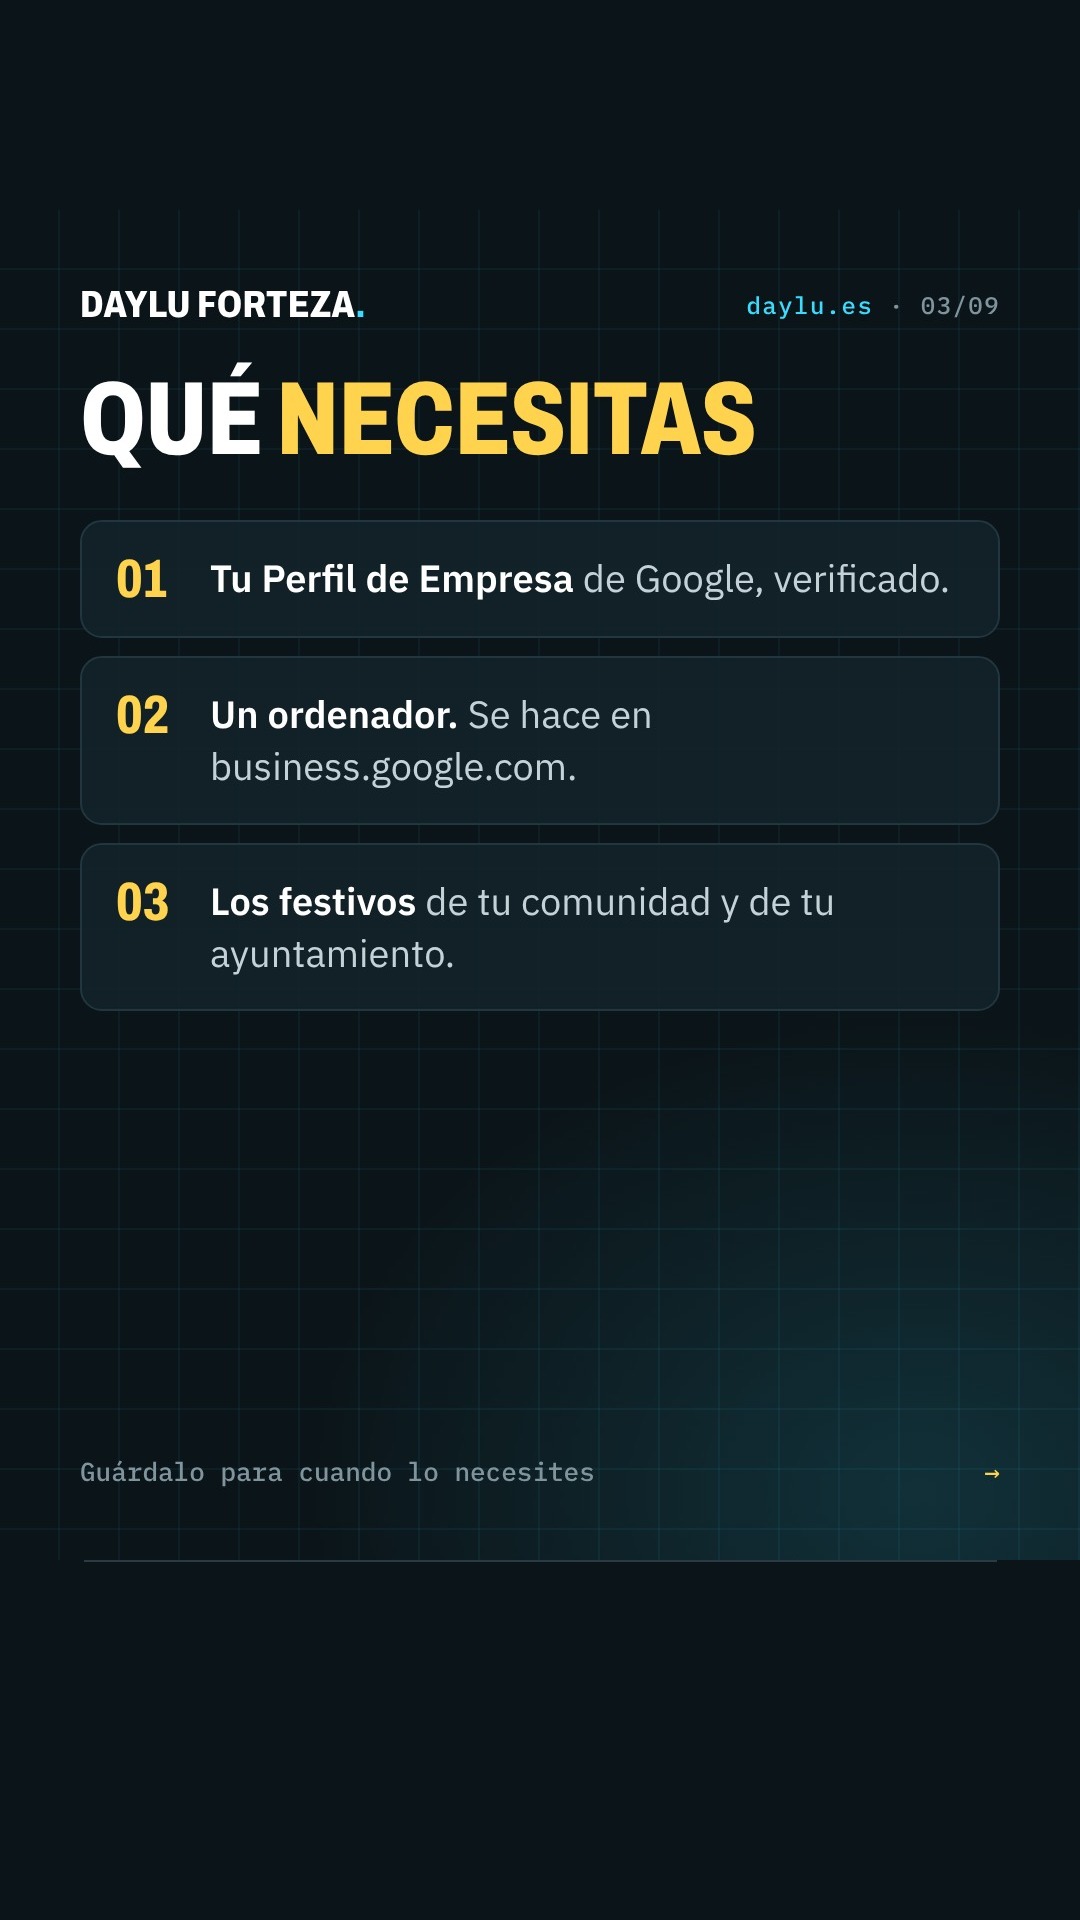 DAYLU FORTEZA.
daylu.es · 03/09
QUÉ NECESITAS
01 Tu Perfil de Empresa de Google, verificado.
02 Un ordenador. Se hace en
business.google.com.
03 Los festivos de tu comunidad y de tu
ayuntamiento.
Guárdalo para cuando lo necesites →